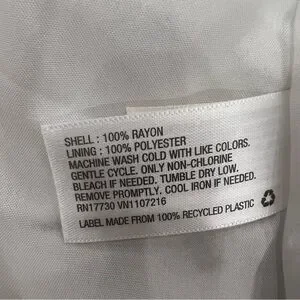 SHELL : 100% RAYON
LINING : 100% POLYESTER
MACHINE WASH COLD WITH LIKE COLORS.
GENTLE CYCLE. ONLY NON-CHLORINE
BLEACH IF NEEDED. TUMBLE DRY LOW.
REMOVE PROMPTLY. COOL IRON IF NEEDED.
RN17730 VN1107216
LABEL MADE FROM 100% RECYCLED PLASTIC